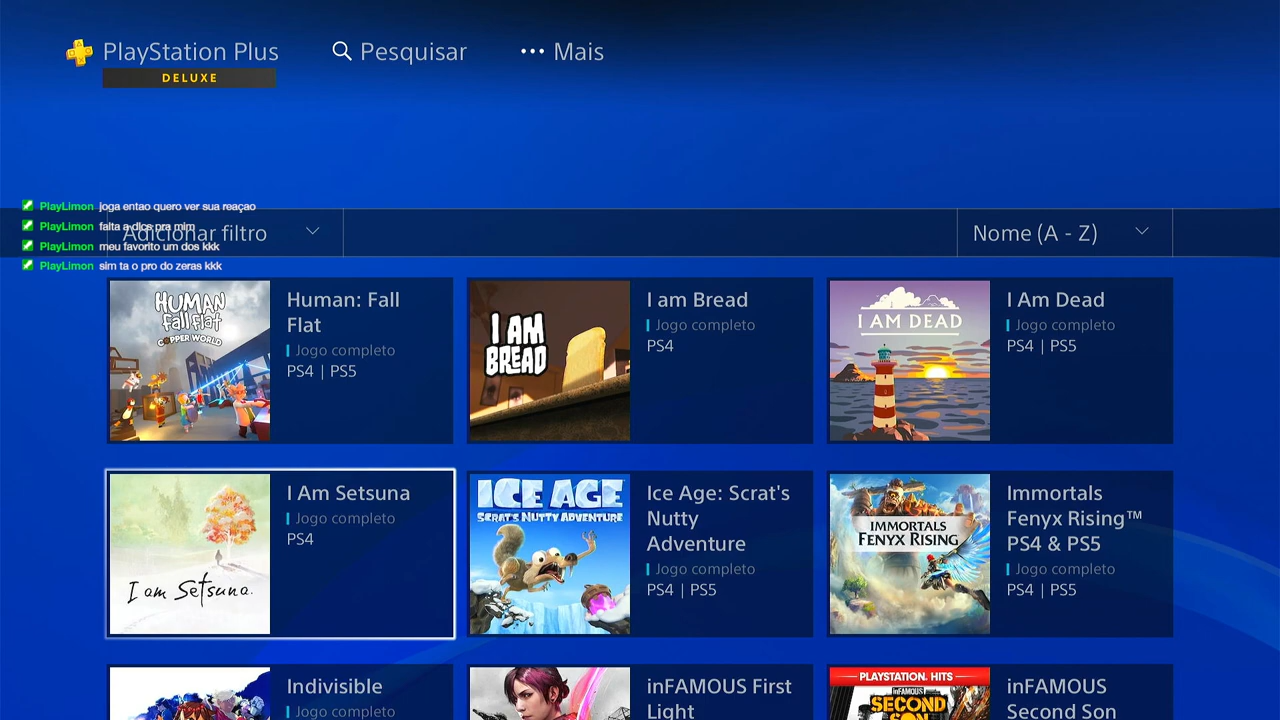 PlayStation Plus
DELUXE
Pesquisar
Mais
PlayLimon joga entao quero ver sua reaçao
PlayLimon falta a dlcs pra mim
PlayLimon meu favorito um dos kkk
PlayLimon sim ta o pro do zeras kkk
Adicionar filtro
Nome (A - Z)
HUMAN
fall flat
COPPER WORLD
Human: Fall
Flat
Jogo completo
PS4 | PS5
I AM
BREAD
I am Bread
Jogo completo
PS4
I AM DEAD
I Am Dead
Jogo completo
PS4 | PS5
I am Setsuna.
I Am Setsuna
Jogo completo
PS4
ICE AGE
SCRAT'S NUTTY ADVENTURE
Ice Age: Scrat's
Nutty
Adventure
Jogo completo
PS4 | PS5
IMMORTALS
FENYX RISING
Immortals
Fenyx Rising™
PS4 & PS5
Jogo completo
PS4 | PS5
Indivisible
Jogo completo
inFAMOUS First
Light
PLAYSTATION. HITS
inFAMOUS
SECOND
SON
inFAMOUS
Second Son